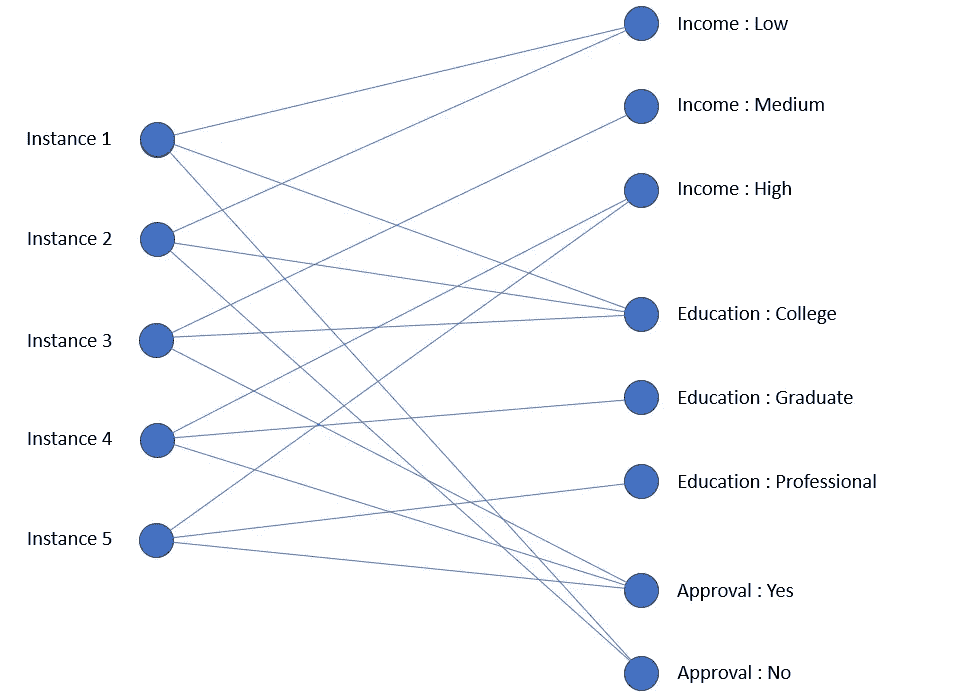 Income : Low
Income : Medium
Instance 1
Income : High
Instance 2
Education : College
Instance 3
Education : Graduate
Instance 4
Education : Professional
Instance 5
Approval : Yes
Approval : No